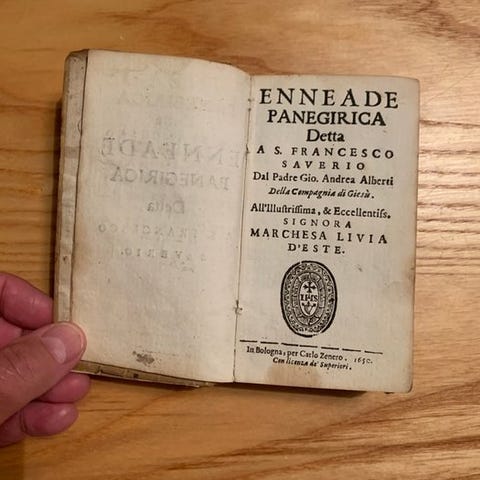 ENNEADE
PANEGIRICA
Detta
A S. FRANCESCO
SAVERIO
Dal Padre Gio. Andrea Alberti
Della Compagnia di Giesù.
All'Illustrissima, & Eccellentiss.
SIGNORA
MARCHESA LIVIA
D'ESTE.
IHS
In Bologna, per Carlo Zenero. 1650.
Con licenza de' Superiori.